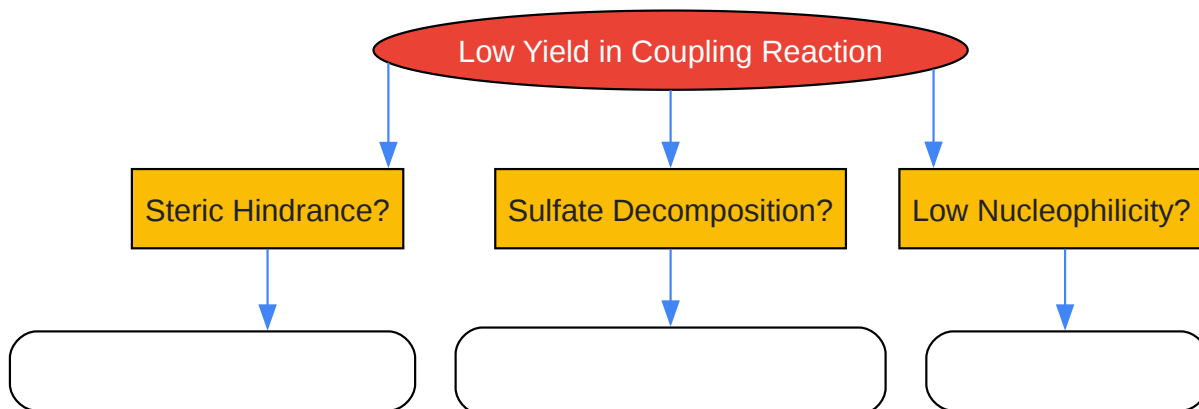 Low Yield in Coupling Reaction
Steric Hindrance?
Sulfate Decomposition?
Low Nucleophilicity?